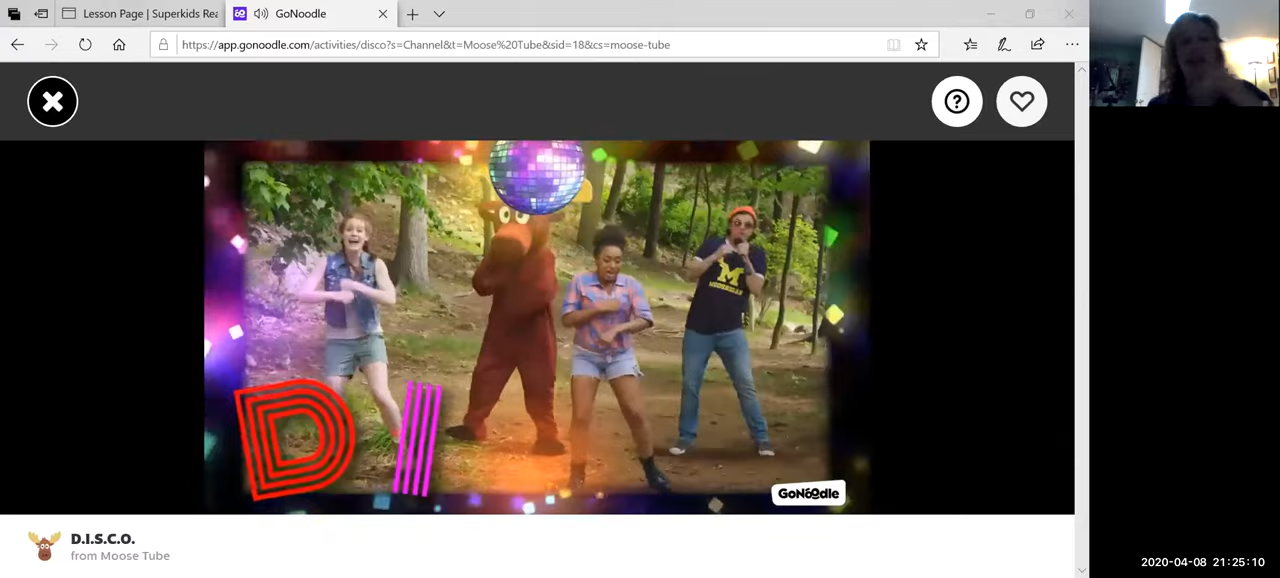 Lesson Page | Superkids Rea
GoNoodle
https://app.gonoodle.com/activities/disco?s=Channel&t=Moose%20Tube&sid=18&cs=moose-tube
?
M
D I
GoNoodle
D.I.S.C.O.
from Moose Tube
2020-04-08 21:25:10